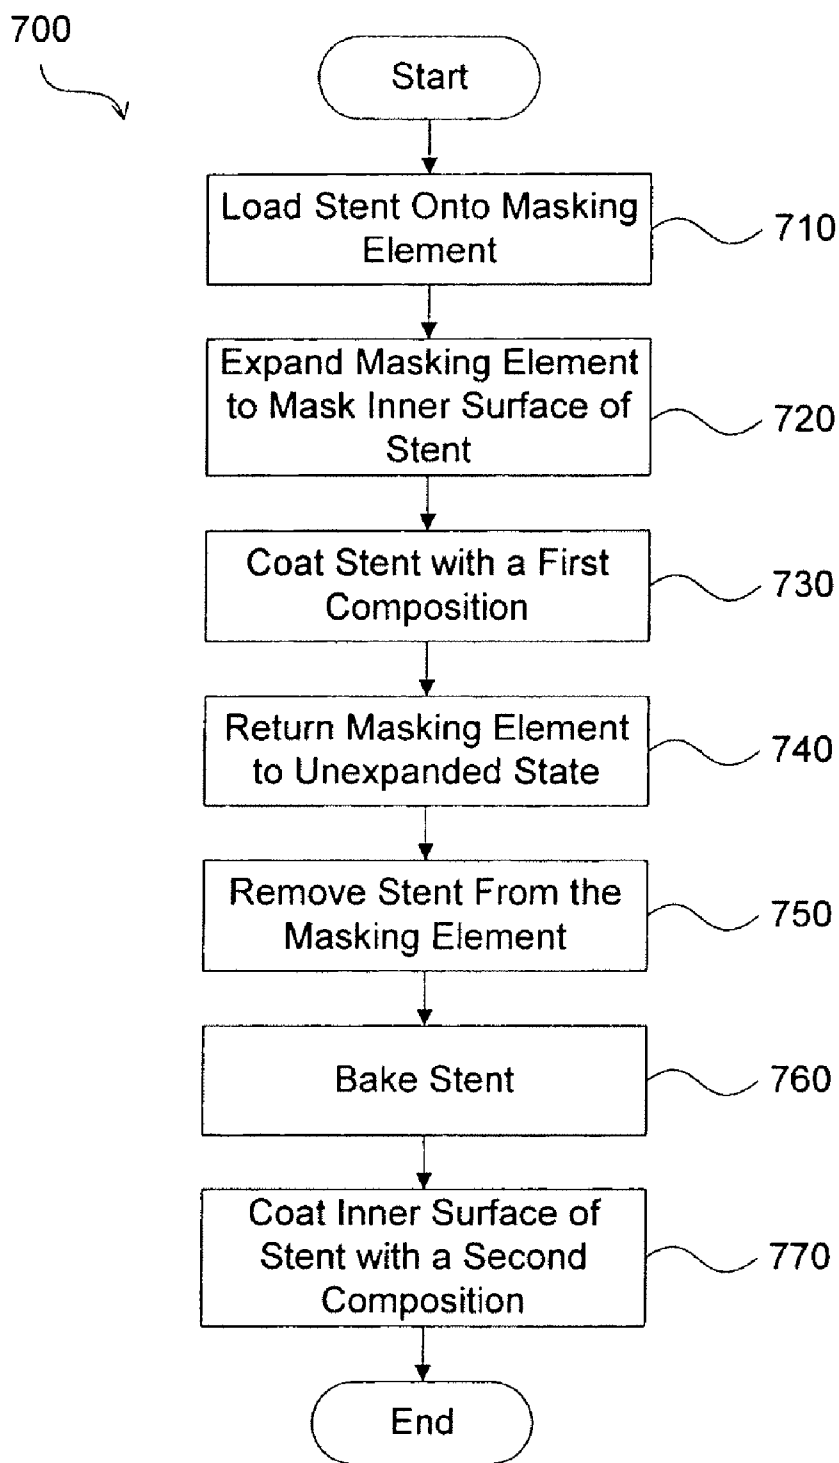 700
Start
Load Stent Onto Masking
Element
710
Expand Masking Element
to Mask Inner Surface of
Stent
720
Coat Stent with a First
Composition
730
Return Masking Element
to Unexpanded State
740
Remove Stent From the
Masking Element
750
Bake Stent
760
Coat Inner Surface of
Stent with a Second
Composition
770
End